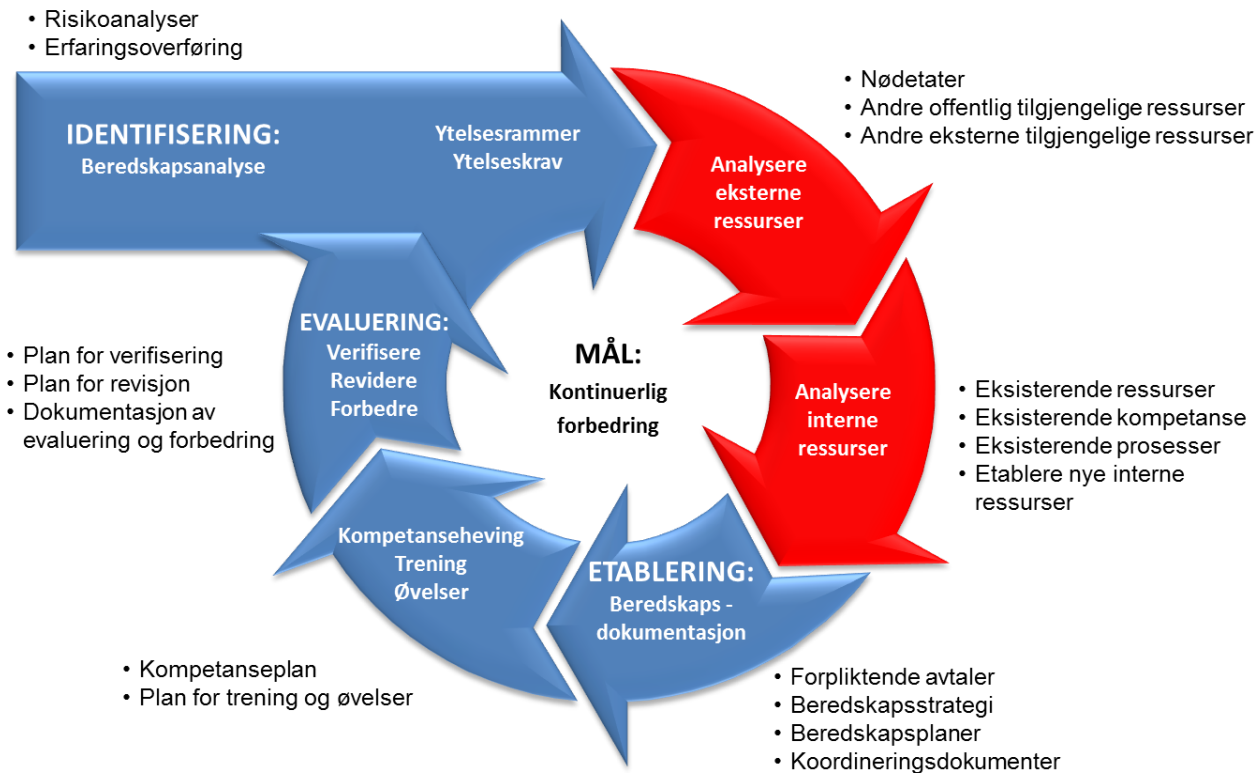 • Risikoanalyser
• Erfaringsoverføring
IDENTIFISERING:
Beredskapsanalyse
Ytelsesrammer
Ytelseskrav
Analysere
eksterne
ressurser
• Nødetater
• Andre offentlig tilgjengelige ressurser
• Andre eksterne tilgjengelige ressurser
Analysere
interne
ressurser
• Eksisterende ressurser
• Eksisterende kompetanse
• Eksisterende prosesser
• Etablere nye interne
ressurser
ETABLERING:
Beredskaps -
dokumentasjon
• Forpliktende avtaler
• Beredskapsstrategi
• Beredskapsplaner
• Koordineringsdokumenter
Kompetanseheving
Trening
Øvelser
• Kompetanseplan
• Plan for trening og øvelser
EVALUERING:
Verifisere
Revidere
Forbedre
• Plan for verifisering
• Plan for revisjon
• Dokumentasjon av
evaluering og forbedring
MÅL:
Kontinuerlig
forbedring